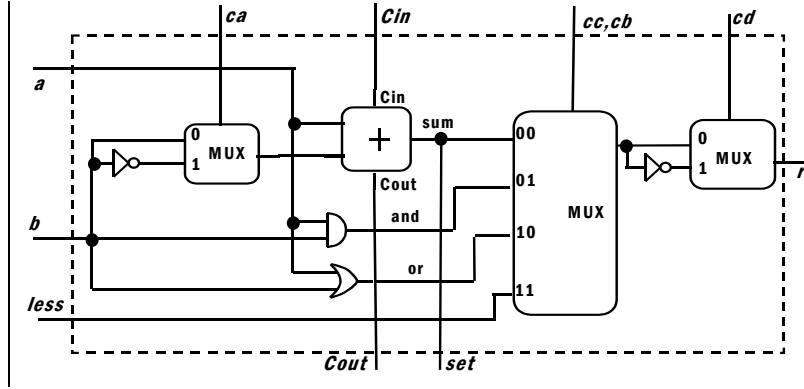 ca
Cin
cc,cb
cd
a
Cin
sum
0
MUX
1
+
00
0
MUX
1
r
Cout
01
and
MUX
b
10
or
less
11
Cout
set